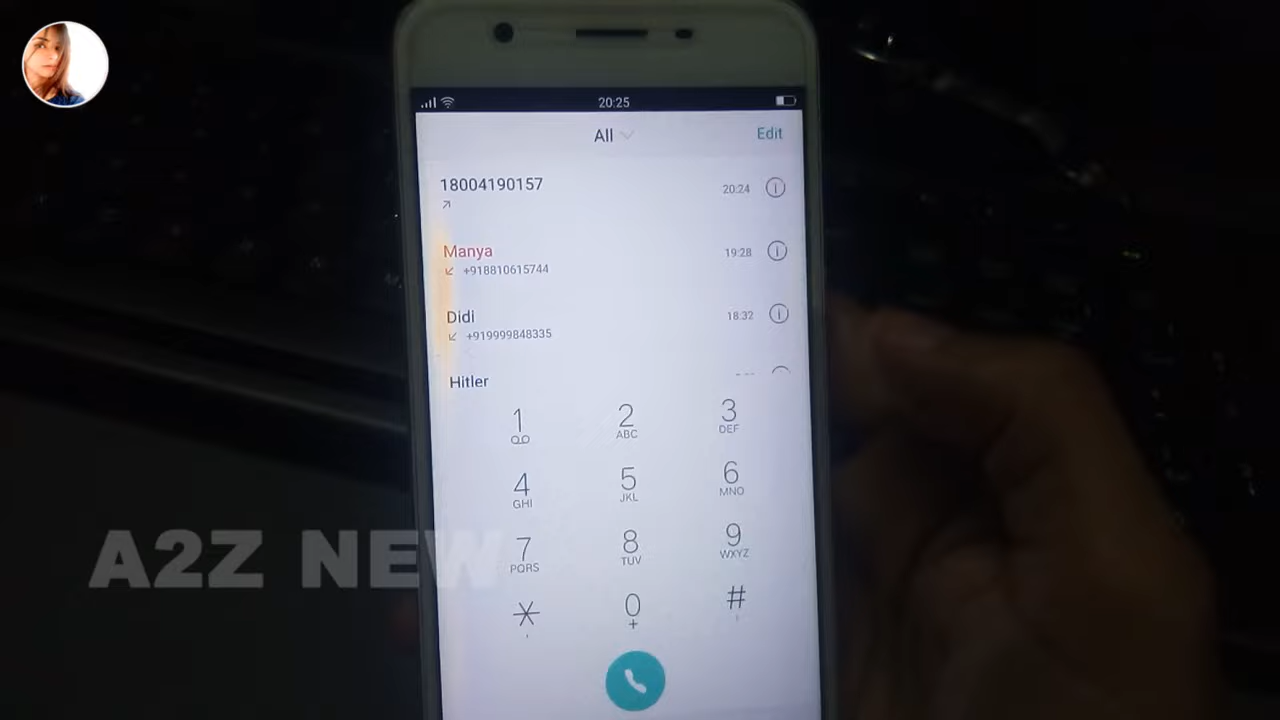 20:25
All
Edit
18004190157
20:24
Manya
19:28
+918810615744
Didi
18:32
+919999848335
Hitler
1
2
ABC
3
DEF
4
GHI
5
JKL
6
MNO
7
PQRS
8
TUV
9
WXYZ
*
,
0
+
#
;
A2Z NEW